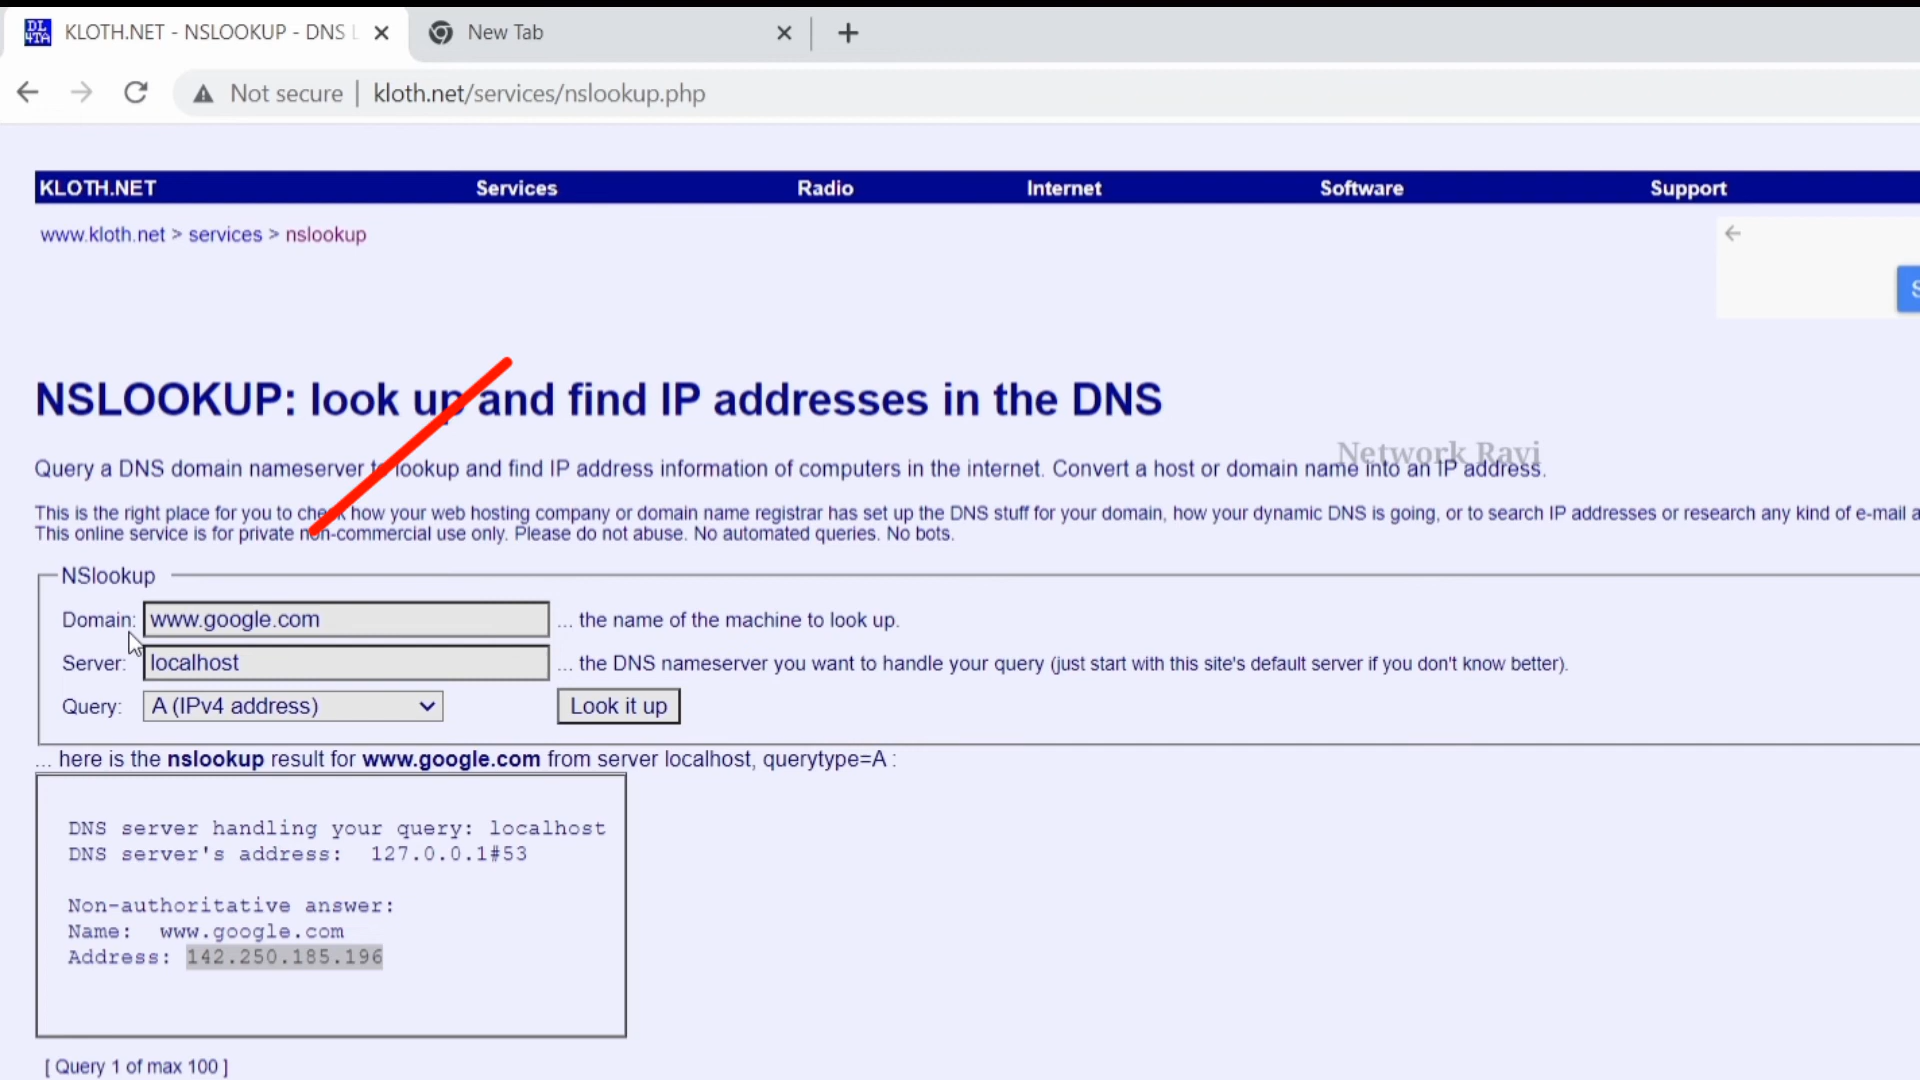 DL
4TA
KLOTH.NET - NSLOOKUP - DNS
New Tab
Not secure | kloth.net/services/nslookup.php
KLOTH.NET Services Radio Internet Software Support
www.kloth.net > services > nslookup
NSLOOKUP: look up and find IP addresses in the DNS
Network Ravi
Query a DNS domain nameserver to lookup and find IP address information of computers in the internet. Convert a host or domain name into an IP address.
This is the right place for you to check how your web hosting company or domain name registrar has set up the DNS stuff for your domain, how your dynamic DNS is going, or to search IP addresses or research any kind of e-mail
This online service is for private non-commercial use only. Please do not abuse. No automated queries. No bots.
NSlookup
Domain: www.google.com ... the name of the machine to look up.
Server: localhost ... the DNS nameserver you want to handle your query (just start with this site's default server if you don't know better).
Query: A (IPv4 address) Look it up
... here is the nslookup result for www.google.com from server localhost, querytype=A :
DNS server handling your query: localhost
DNS server's address: 127.0.0.1#53
Non-authoritative answer:
Name: www.google.com
Address: 142.250.185.196
[ Query 1 of max 100 ]